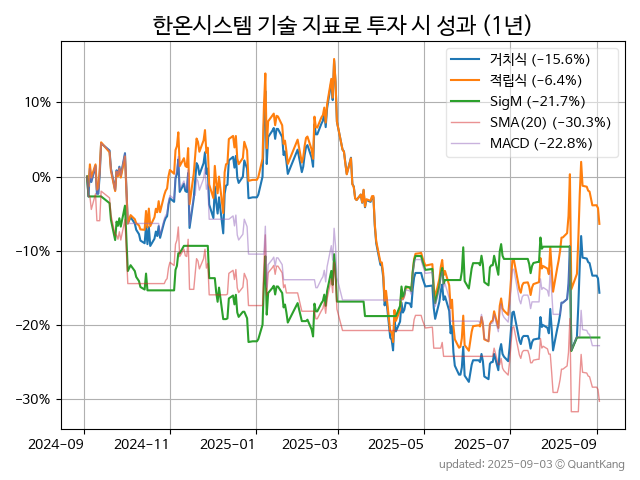 한온시스템 기술 지표로 투자 시 성과 (1년)
거치식 (−15.6%)
적립식 (−6.4%)
SigM (−21.7%)
SMA(20) (−30.3%)
MACD (−22.8%)
10%
0%
−10%
−20%
−30%
2024−09
2024−11
2025−01
2025−03
2025−05
2025−07
2025−09
updated: 2025−09−03 ⓒ QuantKang